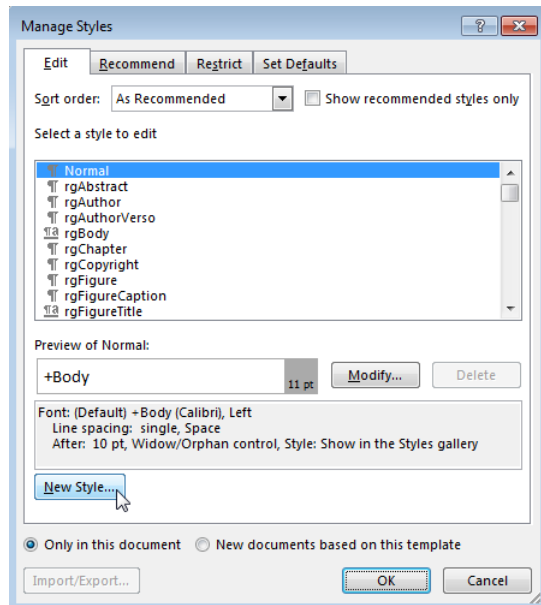 Manage Styles
Edit Recommend Restrict Set Defaults
Sort order: As Recommended Show recommended styles only
Select a style to edit
¶ Normal
¶ rgAbstract
¶ rgAuthor
¶ rgAuthorVerso
¶a rgBody
¶ rgChapter
¶ rgCopyright
¶ rgFigure
¶ rgFigureCaption
¶a rgFigureTitle
Preview of Normal:
+Body 11 pt Modify... Delete
Font: (Default) +Body (Calibri), Left
Line spacing: single, Space
After: 10 pt, Widow/Orphan control, Style: Show in the Styles gallery
New Style...
Only in this document New documents based on this template
Import/Export... OK Cancel